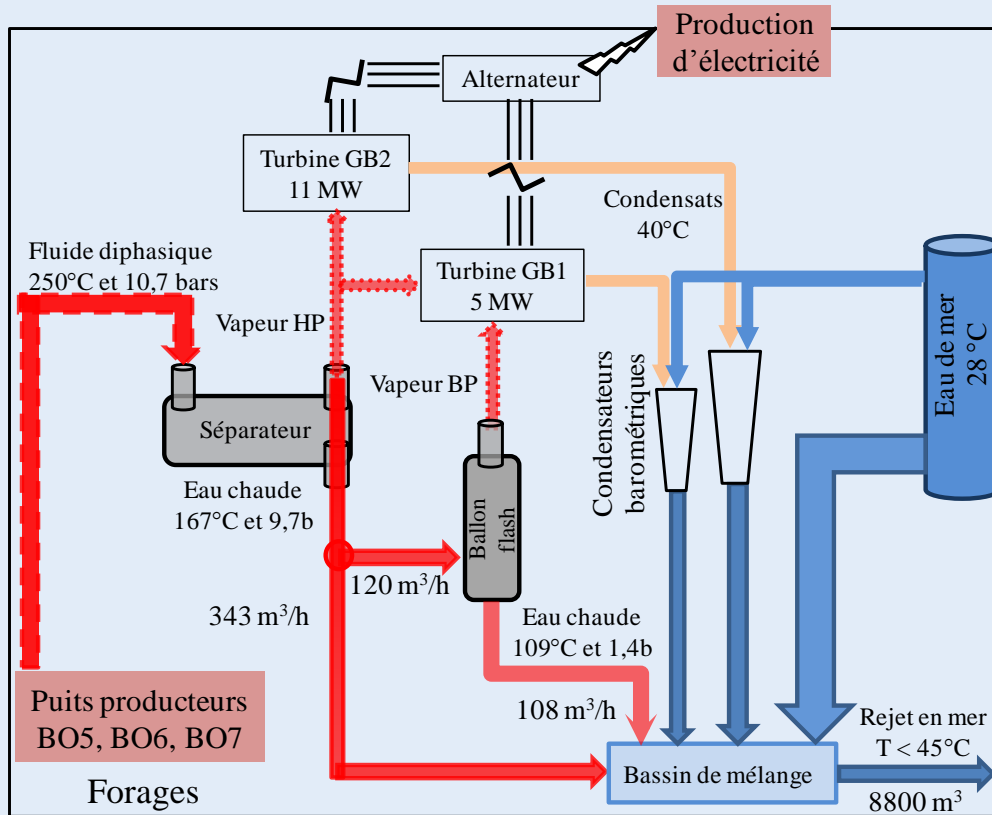 Production
d’électricité
Alternateur
Turbine GB2
11 MW
Condensats
40°C
Fluide diphasique
250°C et 10,7 bars
Turbine GB1
5 MW
Vapeur HP
Vapeur BP
Eau de mer
28 °C
Séparateur
Condensateurs
barométriques
Eau chaude
167°C et 9,7b
Ballon
flash
120 m³/h
343 m³/h
Eau chaude
109°C et 1,4b
108 m³/h
Puits producteurs
BO5, BO6, BO7
Forages
Bassin de mélange
Rejet en mer
T < 45°C
8800 m³